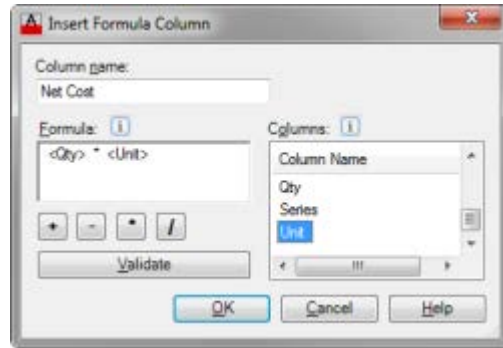 Insert Formula Column
Column name:
Net Cost
Formula: i
Columns: i
<Qty> * <Unit>
Column Name
Qty
Series
Unit
+ - * /
Validate
OK Cancel Help